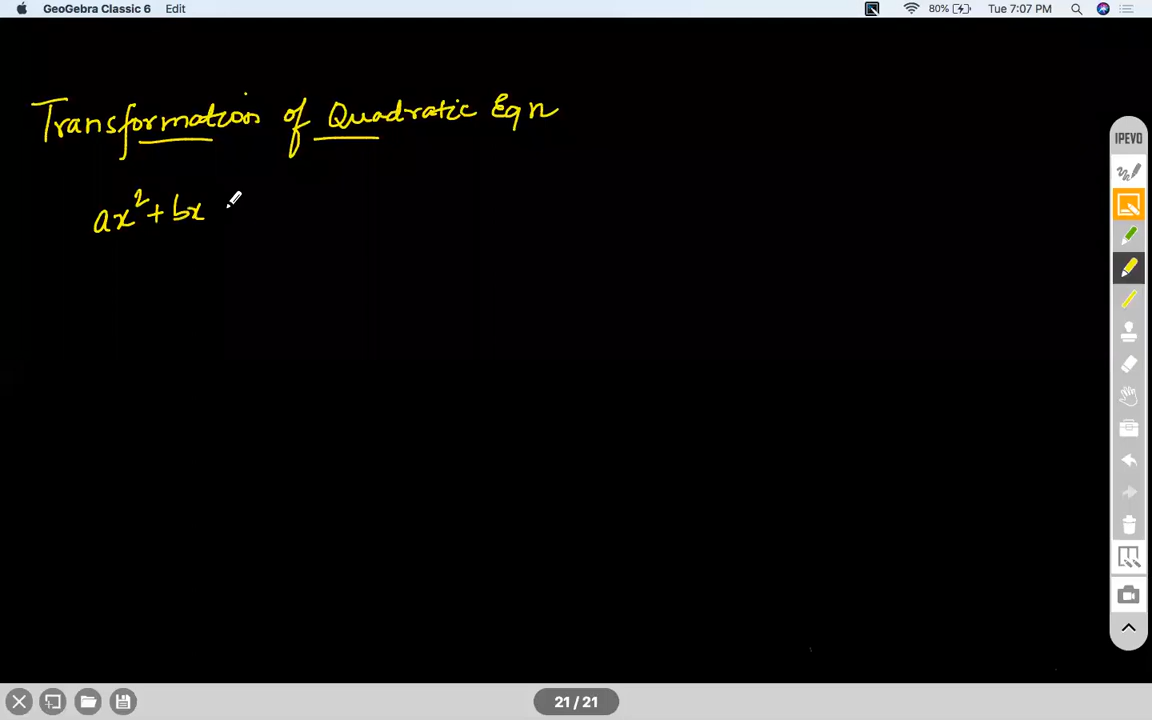 GeoGebra Classic 6 Edit 80% Tue 7:07 PM
Transformation of Quadratic Eqn
ax² + bx
IPEVO
21 / 21